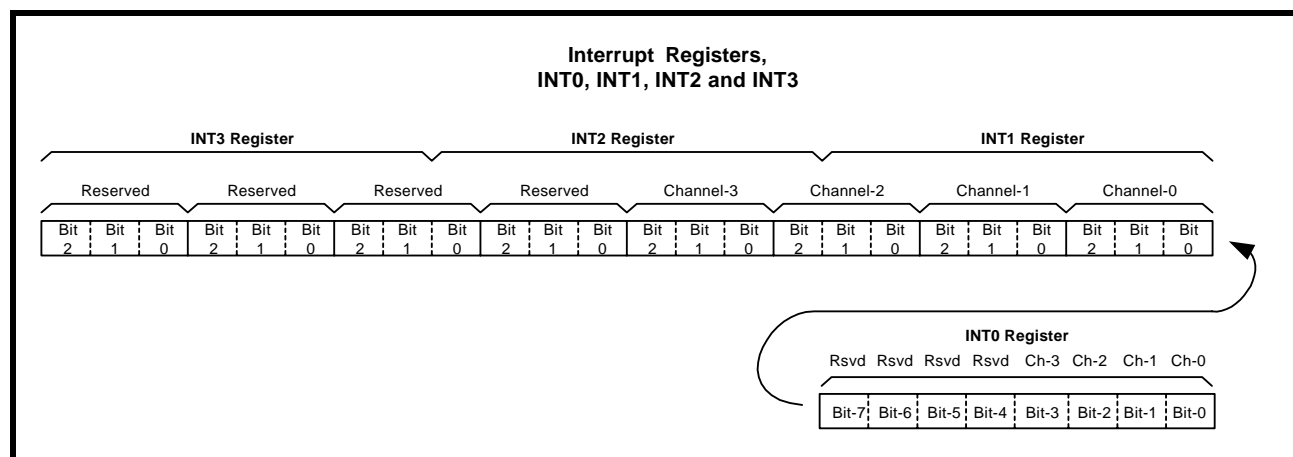 Interrupt Registers,
INT0, INT1, INT2 and INT3
INT3 Register INT2 Register INT1 Register
Reserved Reserved Reserved Reserved Channel-3 Channel-2 Channel-1 Channel-0
Bit Bit Bit Bit Bit Bit Bit Bit Bit Bit Bit Bit Bit Bit Bit Bit Bit Bit Bit Bit Bit Bit Bit Bit
2 1 0 2 1 0 2 1 0 2 1 0 2 1 0 2 1 0 2 1 0 2 1 0
INT0 Register
Rsvd Rsvd Rsvd Rsvd Ch-3 Ch-2 Ch-1 Ch-0
Bit-7 Bit-6 Bit-5 Bit-4 Bit-3 Bit-2 Bit-1 Bit-0